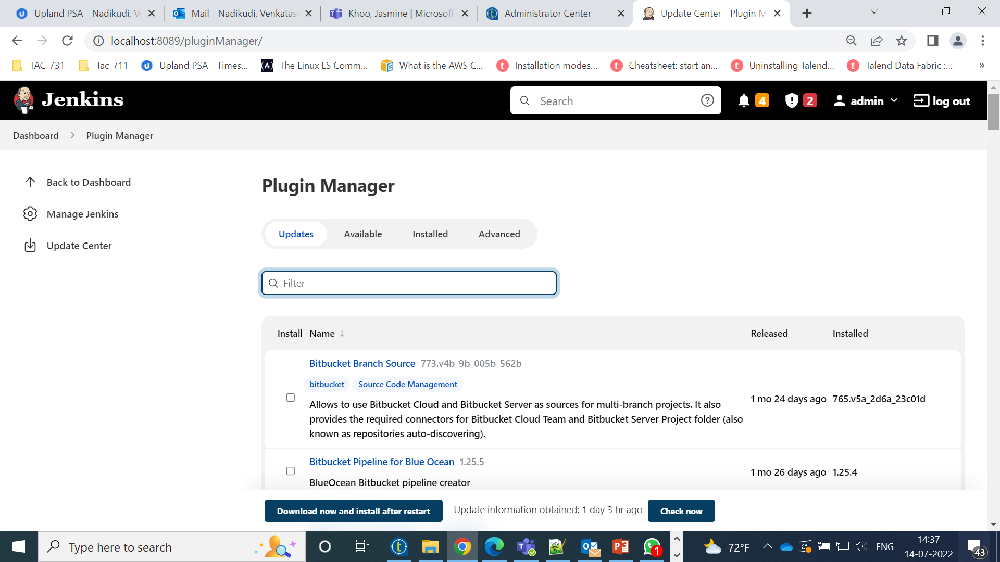 Upland PSA - Nadikudi, Ve
Mail - Nadikudi, Venkatas
Khoo, Jasmine | Microsoft
Administrator Center
Update Center - Plugin M
localhost:8089/pluginManager/
TAC_731
Tac_711
Upland PSA - Times...
The Linux LS Comm...
What is the AWS C...
Installation modes...
Cheatsheet: start an...
Uninstalling Talend...
Talend Data Fabric :...
»
Jenkins
Search
4
2
admin
log out
Dashboard
Plugin Manager
Back to Dashboard
Manage Jenkins
Update Center
Plugin Manager
Updates
Available
Installed
Advanced
Filter
Install Name ↓
Released
Installed
Bitbucket Branch Source 773.v4b_9b_005b_562b_
bitbucket
Source Code Management
Allows to use Bitbucket Cloud and Bitbucket Server as sources for multi-branch projects. It also
provides the required connectors for Bitbucket Cloud Team and Bitbucket Server Project folder (also
known as repositories auto-discovering).
1 mo 24 days ago
765.v5a_2d6a_23c01d
Bitbucket Pipeline for Blue Ocean 1.25.5
BlueOcean Bitbucket pipeline creator
1 mo 26 days ago
1.25.4
Download now and install after restart
Update information obtained: 1 day 3 hr ago
Check now
Type here to search
1
72°F
ENG
14:37
14-07-2022
43